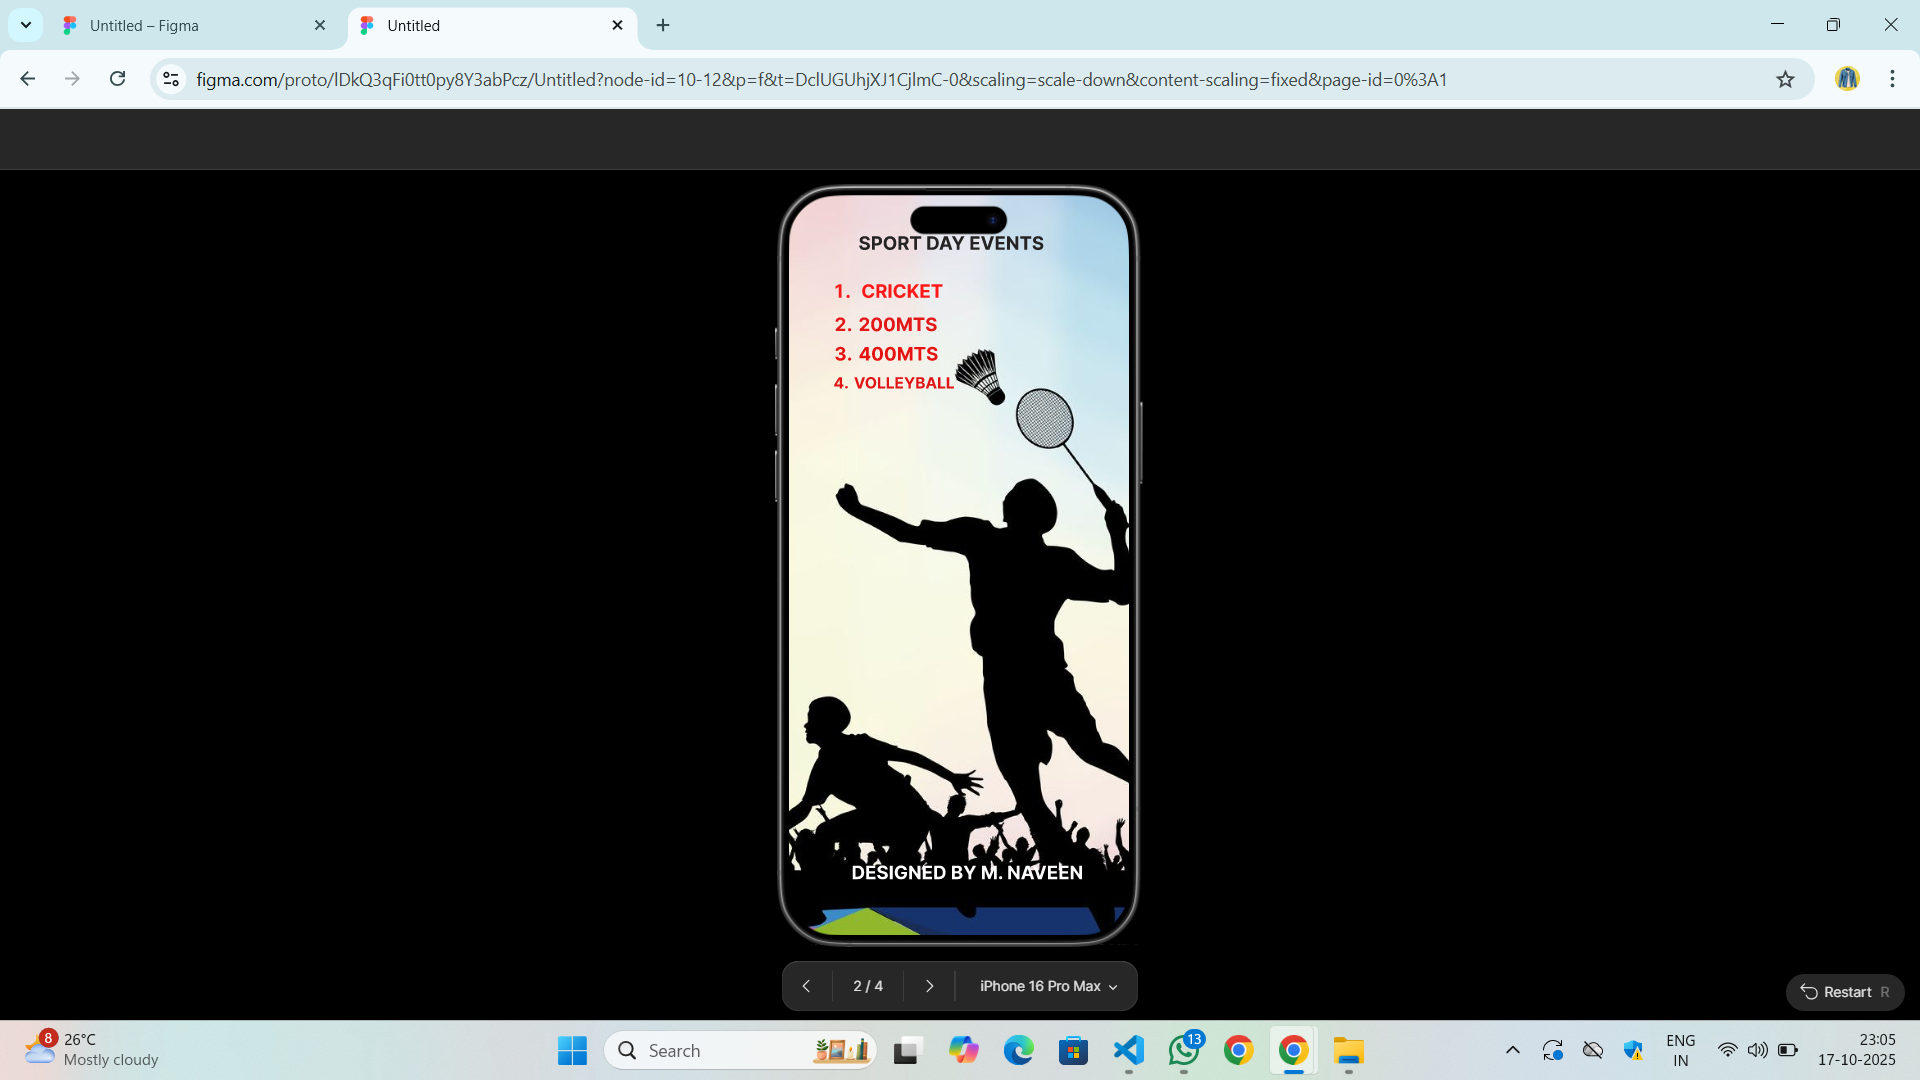 Untitled – Figma
Untitled
figma.com/proto/lDkQ3qFi0tt0py8Y3abPcz/Untitled?node-id=10-12&p=f&t=DclUGUhjXJ1CjlmC-0&scaling=scale-down&content-scaling=fixed&page-id=0%3A1
SPORT DAY EVENTS
1. CRICKET
2. 200MTS
3. 400MTS
4. VOLLEYBALL
DESIGNED BY M. NAVEEN
2 / 4
iPhone 16 Pro Max
Restart R
8
26°C
Mostly cloudy
Search
13
ENG
IN
23:05
17-10-2025